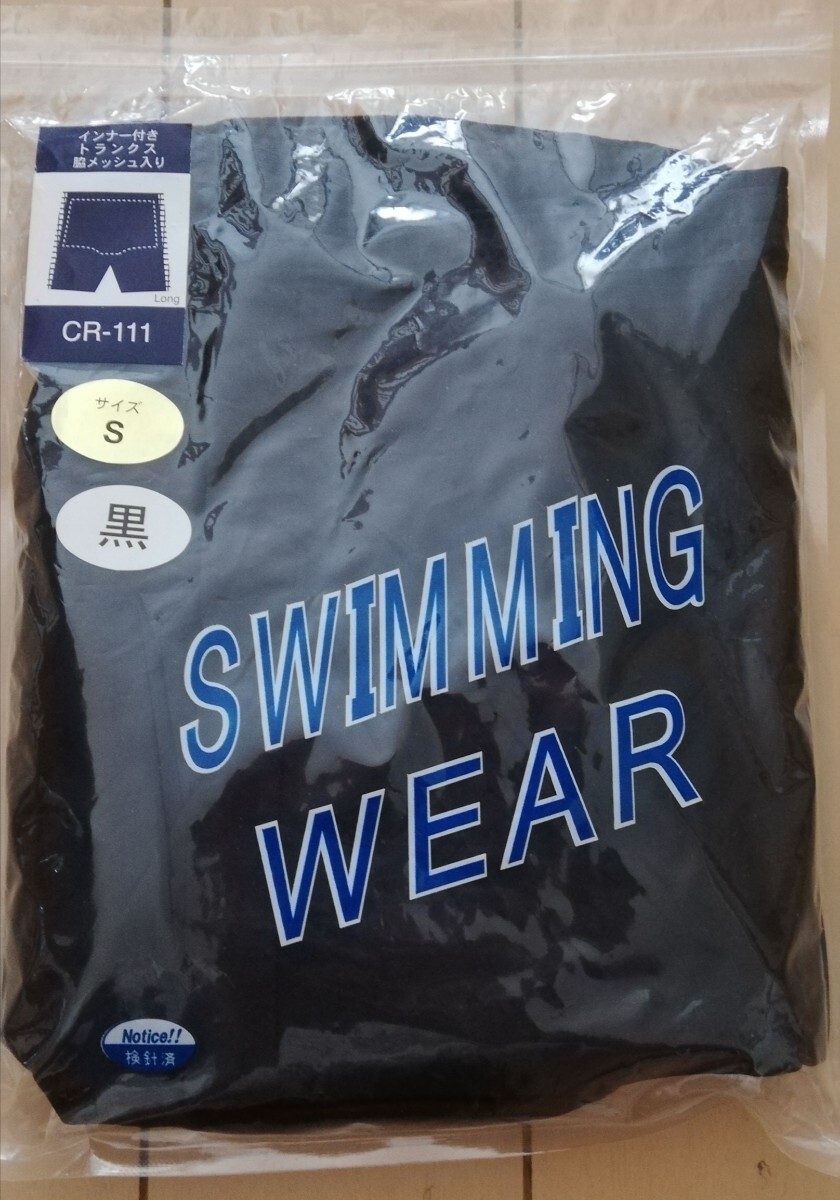 インナー付き
トランクス
脇メッシュ入り
Long
CR-111
サイズ
S
黒
SWIMMING
WEAR
Notice!!
検針済